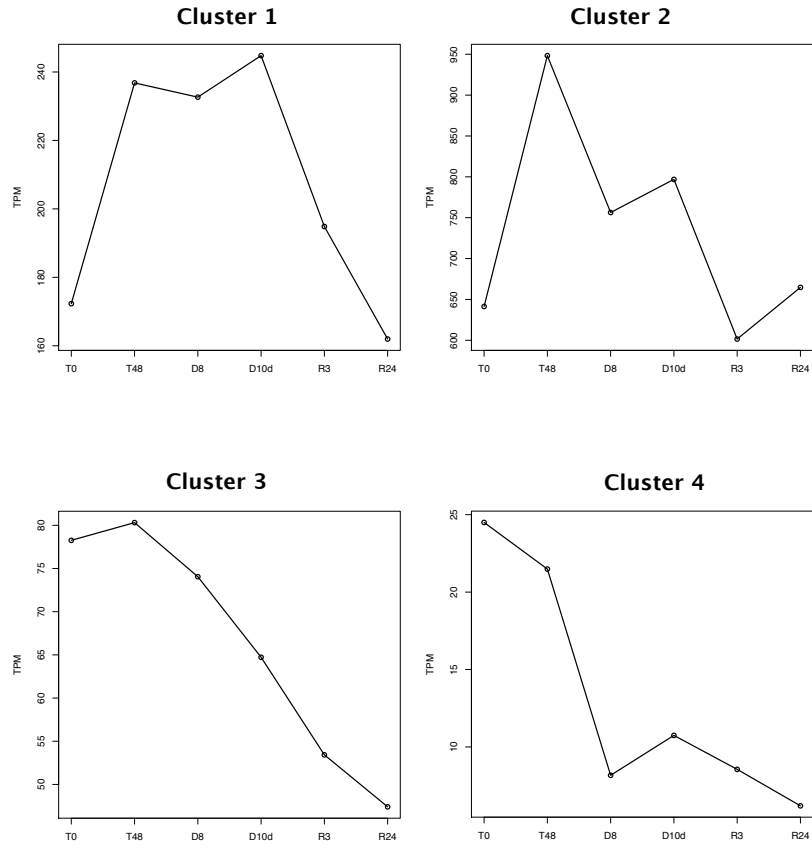 Cluster 1
TPM
240
220
200
180
160
T0 T48 D8 D10d R3 R24
Cluster 2
TPM
950
900
850
800
750
700
650
600
T0 T48 D8 D10d R3 R24
Cluster 3
TPM
80
75
70
65
60
55
50
T0 T48 D8 D10d R3 R24
Cluster 4
TPM
25
20
15
10
T0 T48 D8 D10d R3 R24